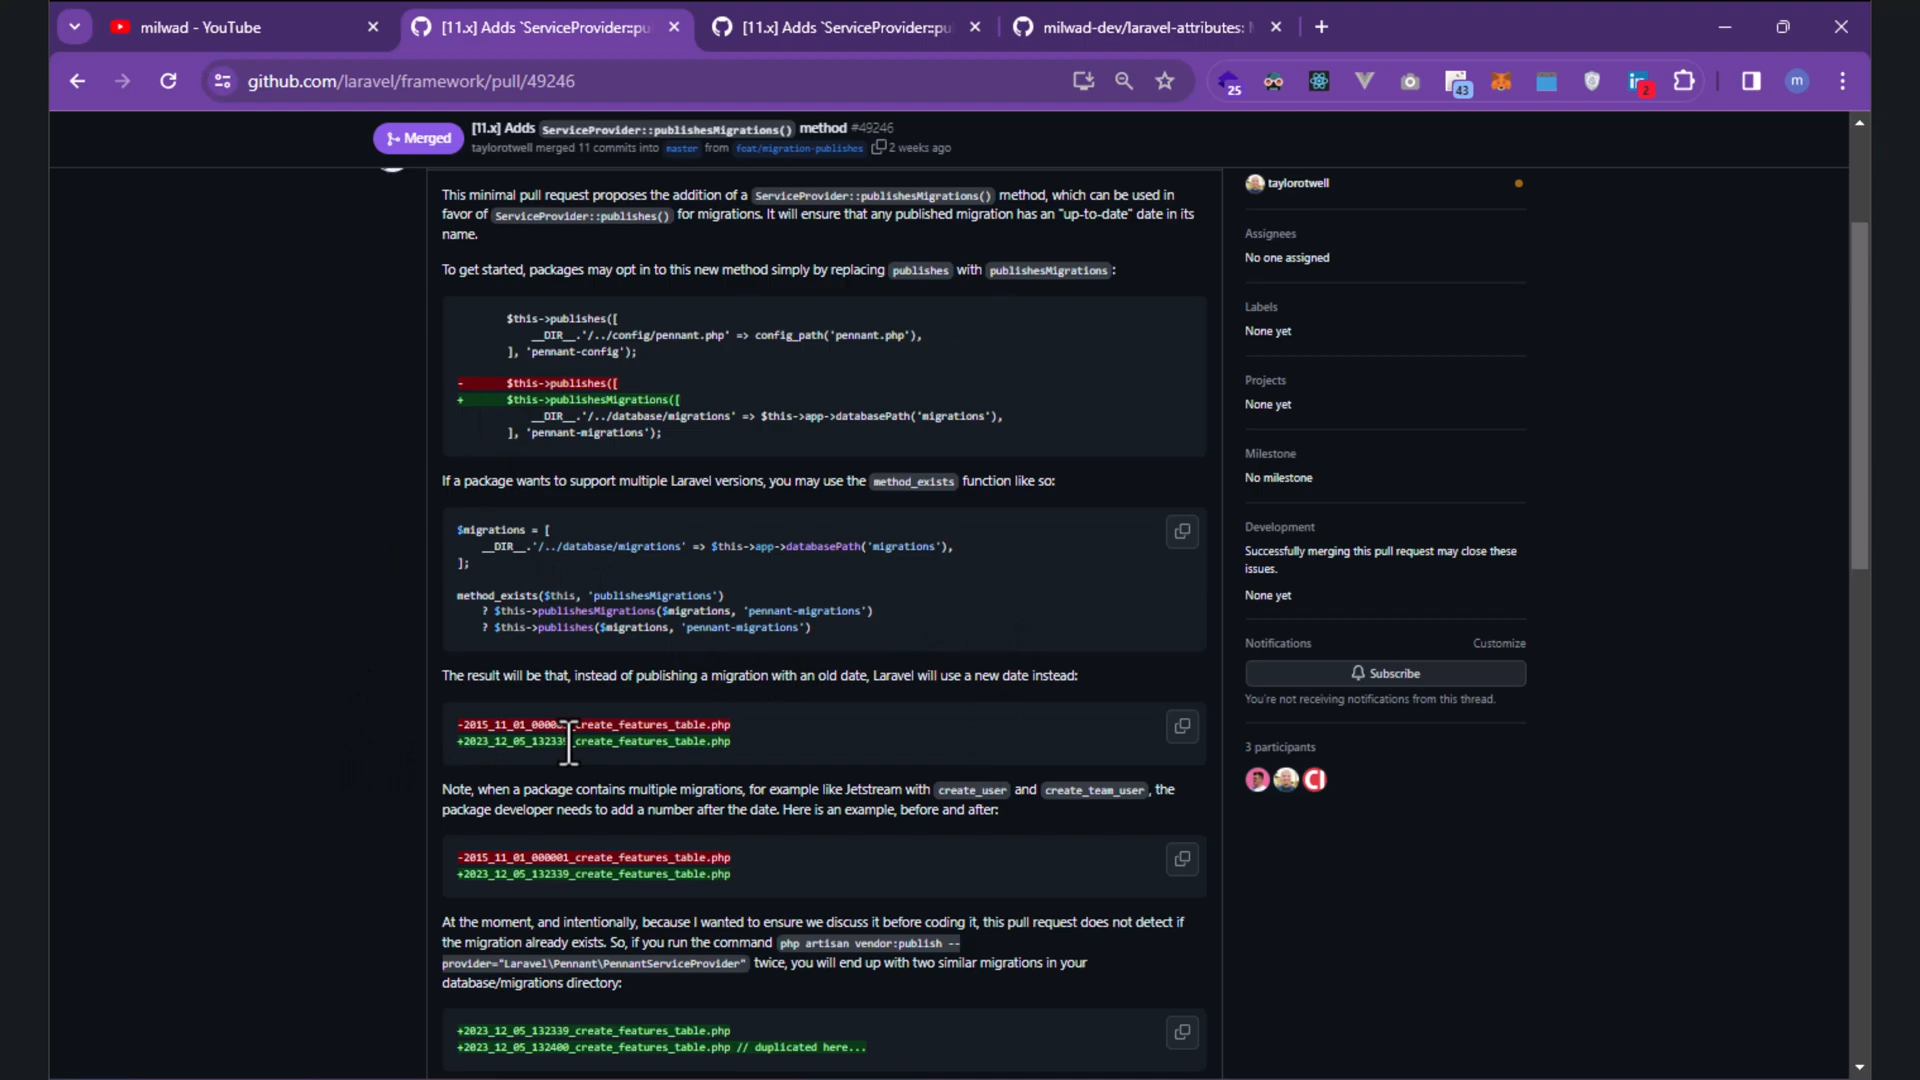 milwad - YouTube
[11.x] Adds `ServiceProvider::pu
[11.x] Adds `ServiceProvider::pu
milwad-dev/laravel-attributes:
github.com/laravel/framework/pull/49246
25
43
2
m
Merged
[11.x] Adds ServiceProvider::publishesMigrations() method #49246
taylorotwell merged 11 commits into master from feat/migration-publishes 2 weeks ago
This minimal pull request proposes the addition of a ServiceProvider::publishesMigrations() method, which can be used in
favor of ServiceProvider::publishes() for migrations. It will ensure that any published migration has an "up-to-date" date in its
name.
To get started, packages may opt in to this new method simply by replacing publishes with publishesMigrations :
$this->publishes([
__DIR__.'/../config/pennant.php' => config_path('pennant.php'),
], 'pennant-config');
- $this->publishes([
+ $this->publishesMigrations([
__DIR__.'/../database/migrations' => $this->app->databasePath('migrations'),
], 'pennant-migrations');
If a package wants to support multiple Laravel versions, you may use the method_exists function like so:
$migrations = [
__DIR__.'/../database/migrations' => $this->app->databasePath('migrations'),
];
method_exists($this, 'publishesMigrations')
? $this->publishesMigrations($migrations, 'pennant-migrations')
? $this->publishes($migrations, 'pennant-migrations')
The result will be that, instead of publishing a migration with an old date, Laravel will use a new date instead:
-2015_11_01_0000 create_features_table.php
+2023_12_05_132339_create_features_table.php
Note, when a package contains multiple migrations, for example like Jetstream with create_user and create_team_user , the
package developer needs to add a number after the date. Here is an example, before and after:
-2015_11_01_000001_create_features_table.php
+2023_12_05_132339_create_features_table.php
At the moment, and intentionally, because I wanted to ensure we discuss it before coding it, this pull request does not detect if
the migration already exists. So, if you run the command php artisan vendor:publish --
provider="Laravel\Pennant\PennantServiceProvider" twice, you will end up with two similar migrations in your
database/migrations directory:
+2023_12_05_132339_create_features_table.php
+2023_12_05_132400_create_features_table.php // duplicated here...
taylorotwell
Assignees
No one assigned
Labels
None yet
Projects
None yet
Milestone
No milestone
Development
Successfully merging this pull request may close these
issues.
None yet
Notifications
Customize
Subscribe
You're not receiving notifications from this thread.
3 participants